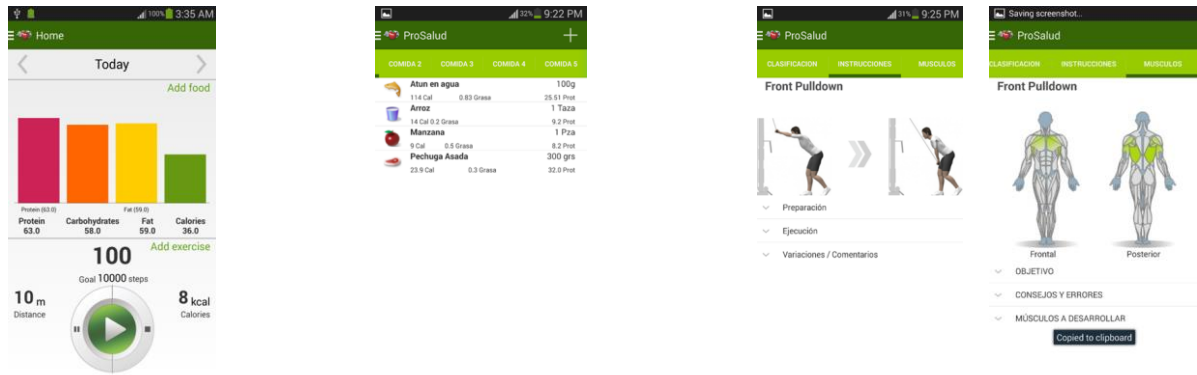 100% 3:35 AM
Home
Today
Add food
Protein (63.0) Fat (59.0)
Protein Carbohydrates Fat Calories
63.0 58.0 59.0 36.0
Add exercise
100
Goal 10000 steps
10 m 8 kcal
Distance Calories
32% 9:22 PM
ProSalud
COMIDA 2 COMIDA 3 COMIDA 4 COMIDA 5
Atun en agua 100g
114 Cal 0.83 Grasa 25.51 Prot
Arroz 1 Taza
14 Cal 0.2 Grasa 9.2 Prot
Manzana 1 Pza
9 Cal 0.5 Grasa 8.2 Prot
Pechuga Asada 300 grs
23.9 Cal 0.3 Grasa 32.0 Prot
31% 9:25 PM
ProSalud
CLASIFICACION INSTRUCCIONES MUSCULOS
Front Pulldown
Preparación
Ejecución
Variaciones / Comentarios
Saving screenshot...
ProSalud
CLASIFICACION INSTRUCCIONES MUSCULOS
Front Pulldown
Frontal Posterior
OBJETIVO
CONSEJOS Y ERRORES
MÚSCULOS A DESARROLLAR
Copied to clipboard